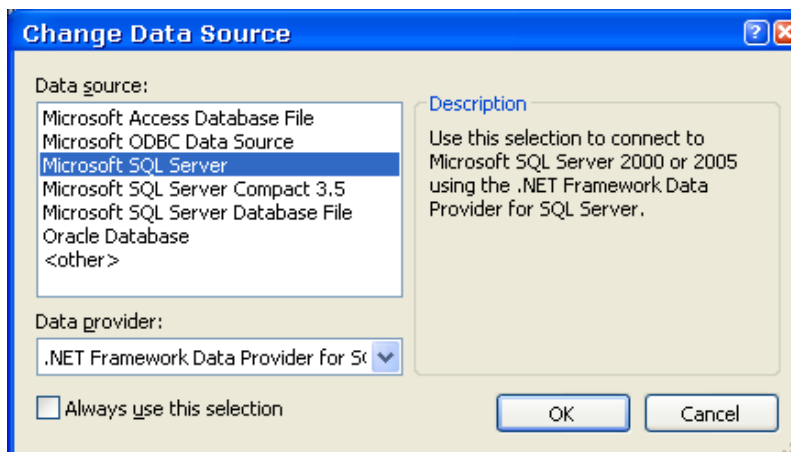 Change Data Source
Data source:
Microsoft Access Database File
Microsoft ODBC Data Source
Microsoft SQL Server
Microsoft SQL Server Compact 3.5
Microsoft SQL Server Database File
Oracle Database
<other>
Description
Use this selection to connect to
Microsoft SQL Server 2000 or 2005
using the .NET Framework Data
Provider for SQL Server.
Data provider:
.NET Framework Data Provider for SQ
Always use this selection
OK
Cancel